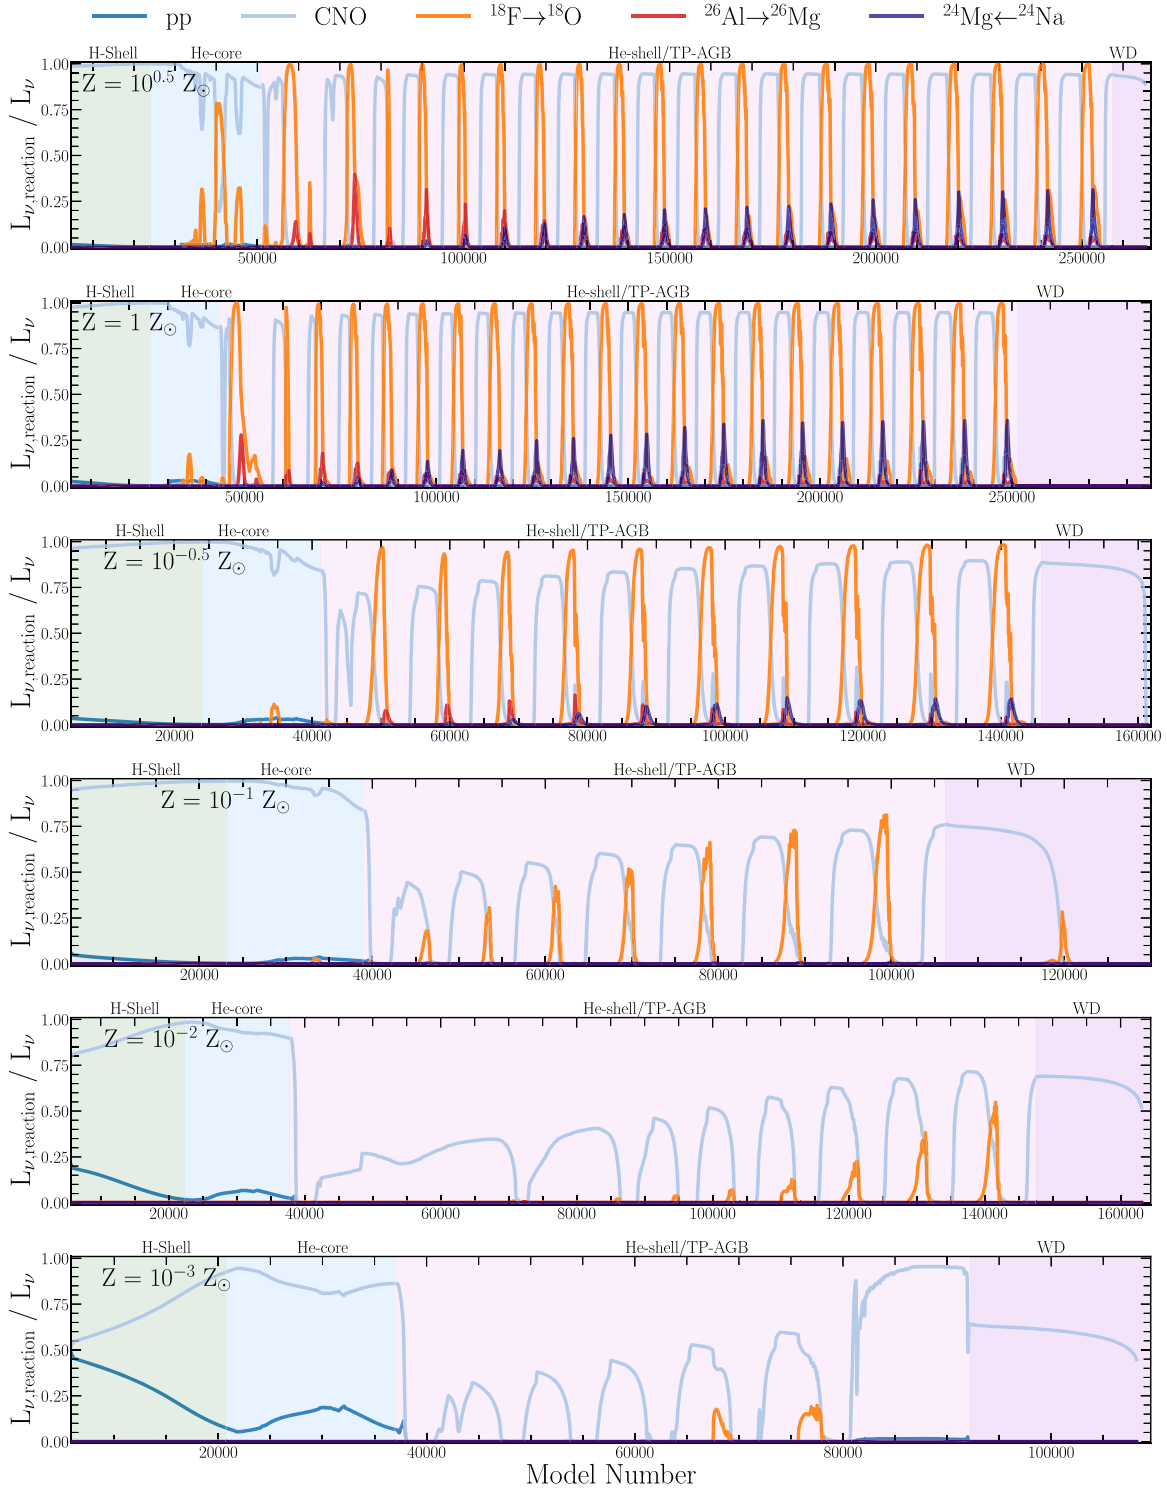 pp CNO ¹⁸F→¹⁸O ²⁶Al→²⁶Mg ²⁴Mg←²⁴Na
H-Shell He-core He-shell/TP-AGB WD
Z = 10^0.5 Z⊙
L_ν,reaction / L_ν
1.00
0.75
0.50
0.25
0.00
50000 100000 150000 200000 250000
H-Shell He-core He-shell/TP-AGB WD
Z = 1 Z⊙
L_ν,reaction / L_ν
1.00
0.75
0.50
0.25
0.00
50000 100000 150000 200000 250000
H-Shell He-core He-shell/TP-AGB WD
Z = 10^−0.5 Z⊙
L_ν,reaction / L_ν
1.00
0.75
0.50
0.25
0.00
20000 40000 60000 80000 100000 120000 140000 160000
H-Shell He-core He-shell/TP-AGB WD
Z = 10^−1 Z⊙
L_ν,reaction / L_ν
1.00
0.75
0.50
0.25
0.00
20000 40000 60000 80000 100000 120000
H-Shell He-core He-shell/TP-AGB WD
Z = 10^−2 Z⊙
L_ν,reaction / L_ν
1.00
0.75
0.50
0.25
0.00
20000 40000 60000 80000 100000 120000 140000 160000
H-Shell He-core He-shell/TP-AGB WD
Z = 10^−3 Z⊙
L_ν,reaction / L_ν
1.00
0.75
0.50
0.25
0.00
20000 40000 60000 80000 100000
Model Number